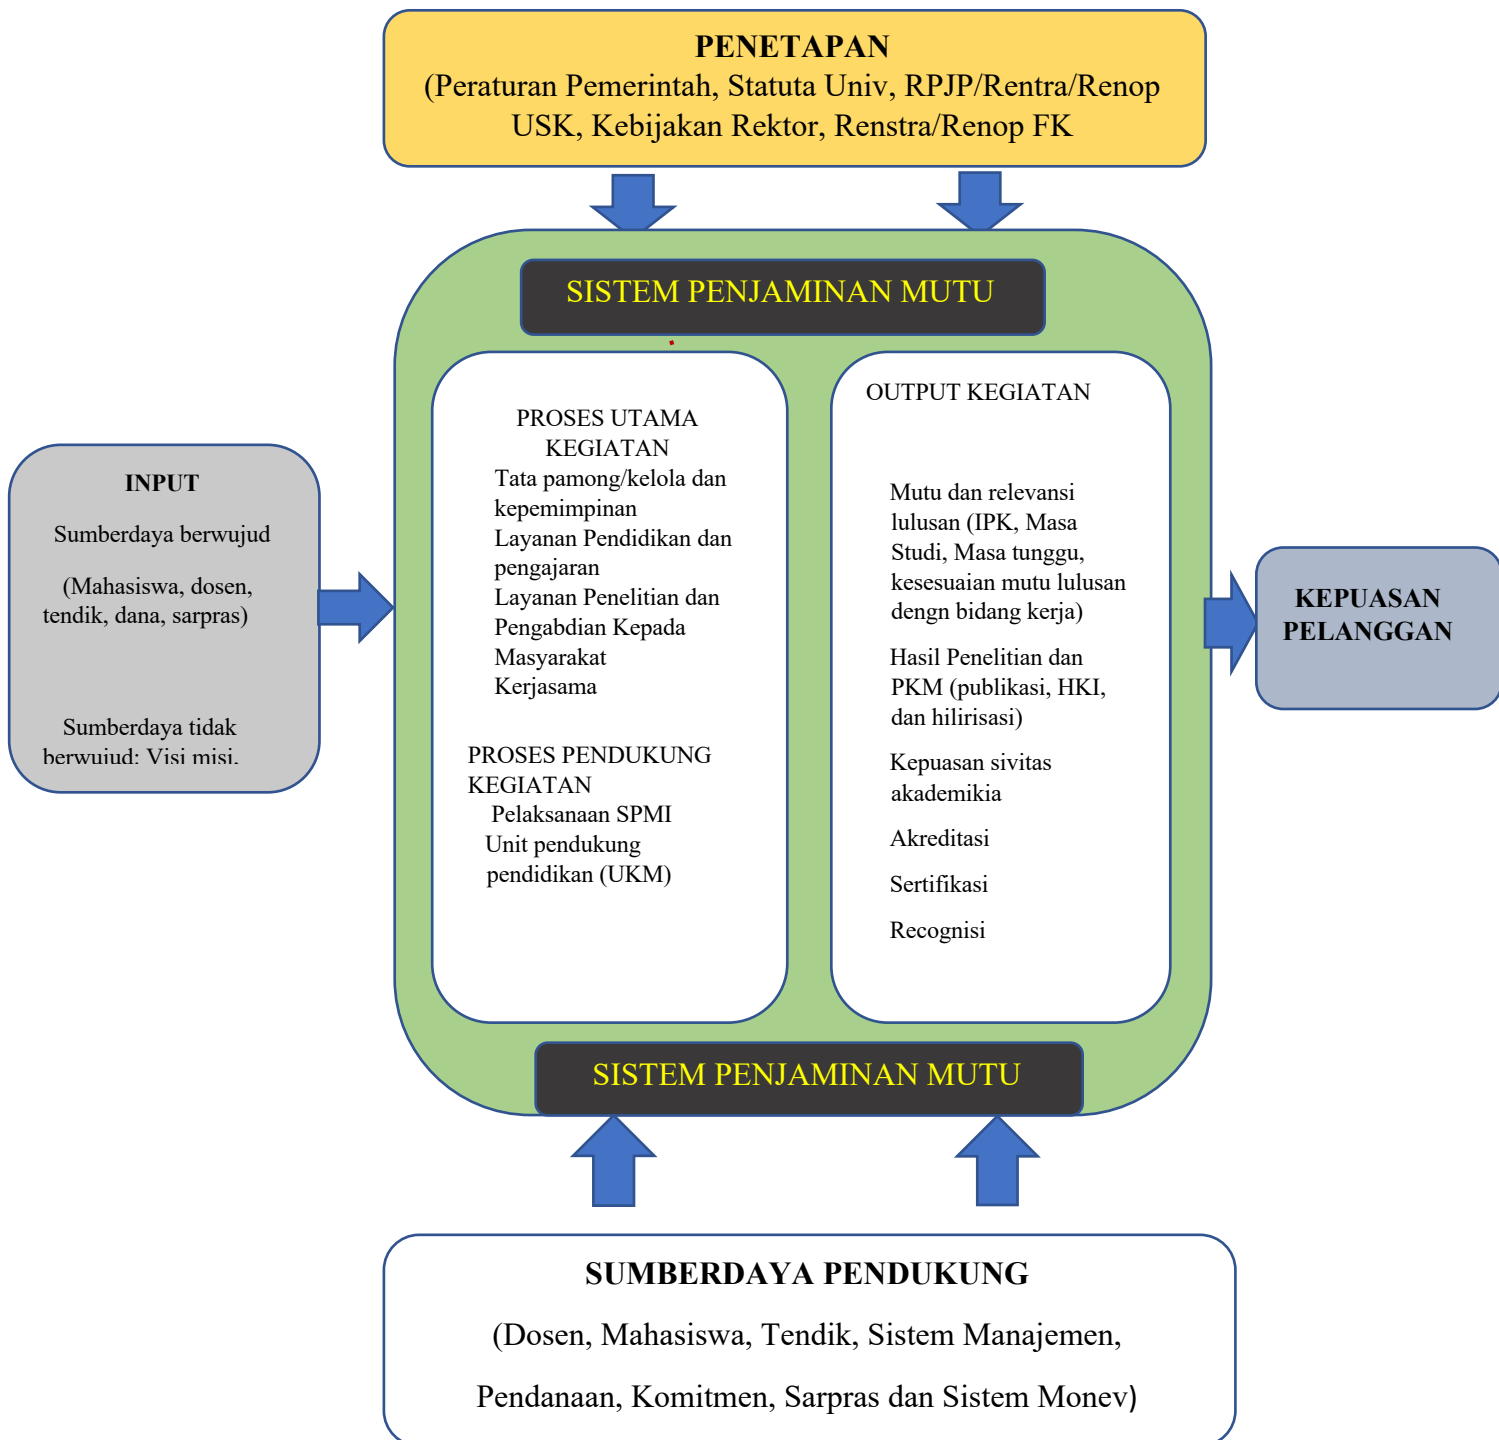 PENETAPAN
(Peraturan Pemerintah, Statuta Univ, RPJP/Rentra/Renop
USK, Kebijakan Rektor, Renstra/Renop FK
SISTEM PENJAMINAN MUTU
INPUT
Sumberdaya berwujud
(Mahasiswa, dosen,
tendik, dana, sarpras)
Sumberdaya tidak
berwujud: Visi misi,
PROSES UTAMA
KEGIATAN
Tata pamong/kelola dan
kepemimpinan
Layanan Pendidikan dan
pengajaran
Layanan Penelitian dan
Pengabdian Kepada
Masyarakat
Kerjasama
PROSES PENDUKUNG
KEGIATAN
Pelaksanaan SPMI
Unit pendukung
pendidikan (UKM)
OUTPUT KEGIATAN
Mutu dan relevansi
lulusan (IPK, Masa
Studi, Masa tunggu,
kesesuaian mutu lulusan
dengn bidang kerja)
Hasil Penelitian dan
PKM (publikasi, HKI,
dan hilirisasi)
Kepuasan sivitas
akademikia
Akreditasi
Sertifikasi
Recognisi
KEPUASAN
PELANGGAN
SISTEM PENJAMINAN MUTU
SUMBERDAYA PENDUKUNG
(Dosen, Mahasiswa, Tendik, Sistem Manajemen,
Pendanaan, Komitmen, Sarpras dan Sistem Monev)